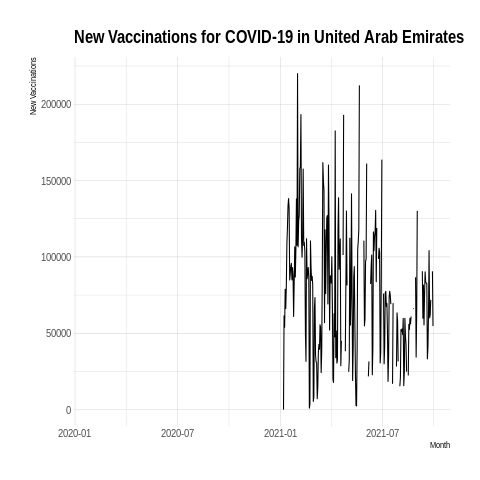 New Vaccinations for COVID-19 in United Arab Emirates
New Vaccinations
200000
150000
100000
50000
0
2020-01 2020-07 2021-01 2021-07
Month